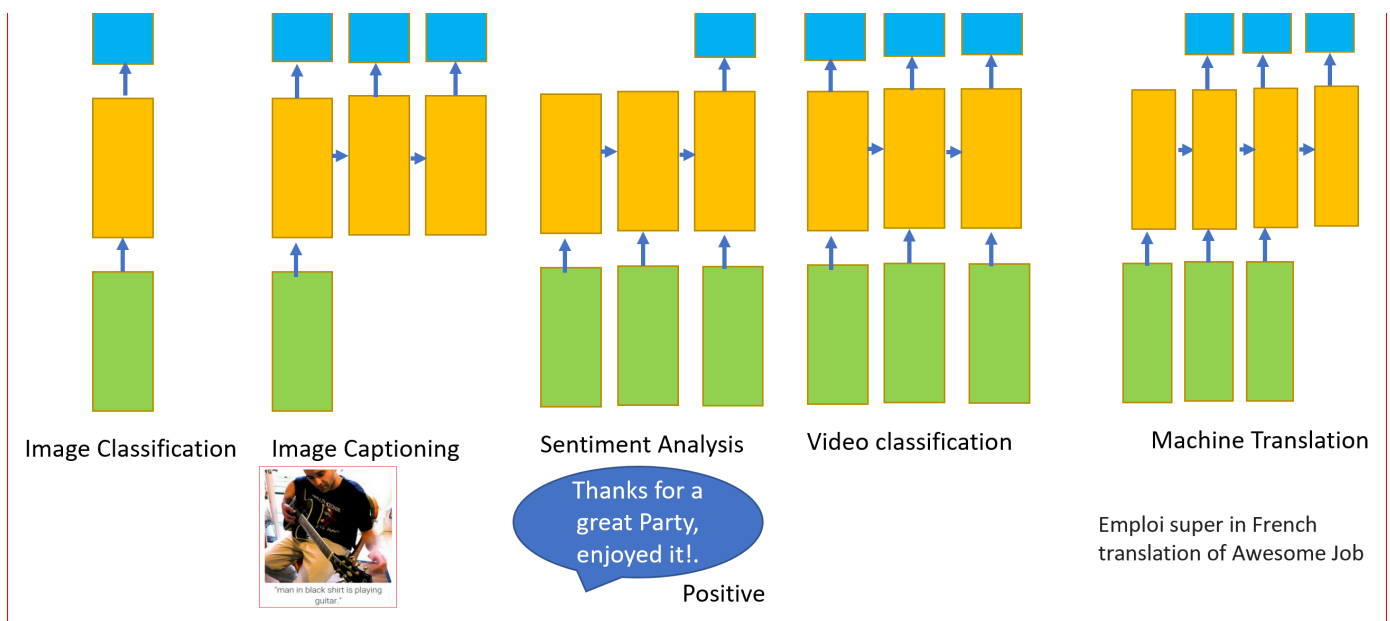 Image Classification
Image Captioning
Sentiment Analysis
Video classification
Machine Translation
"man in black shirt is playing
guitar."
Thanks for a
great Party,
enjoyed it!.
Positive
Emploi super in French
translation of Awesome Job